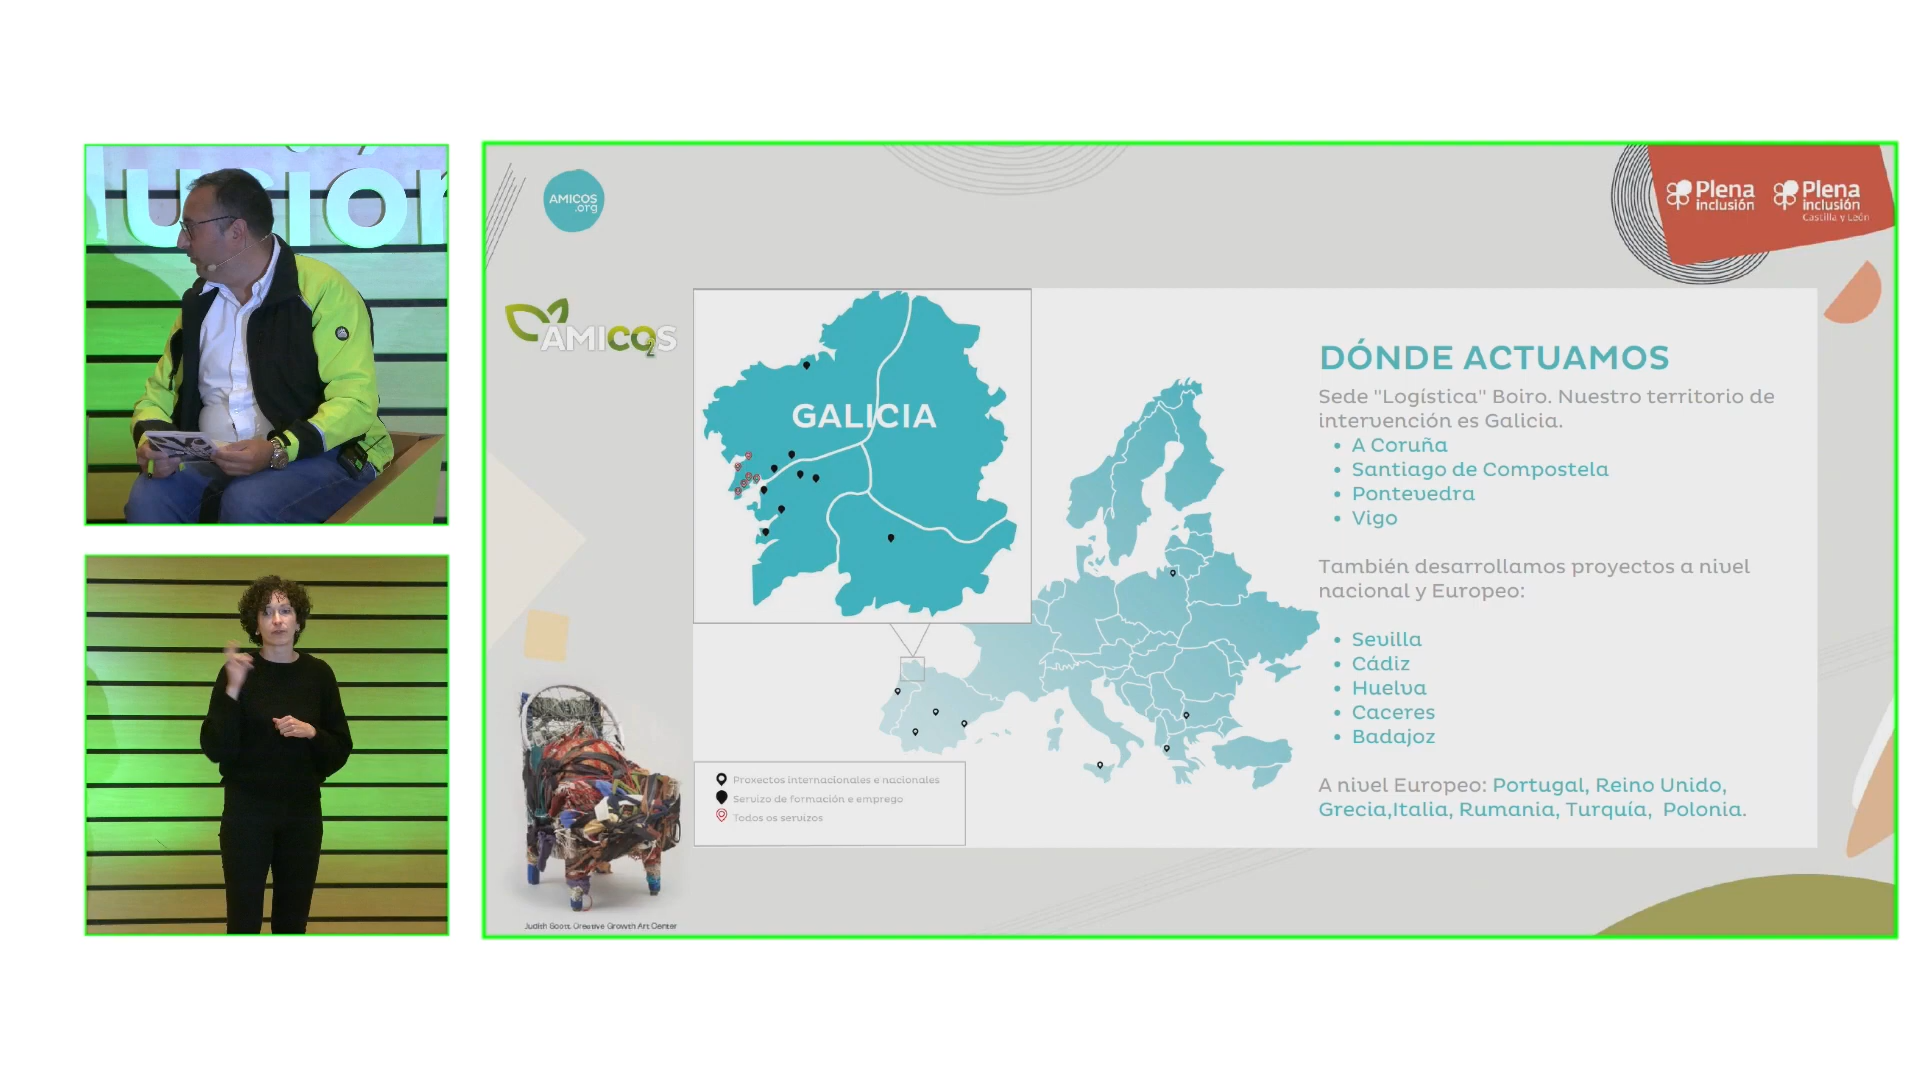 usion
AMICOS
.org
Plena
inclusión
Plena
inclusión
Castilla y León
AMICO2S
GALICIA
DÓNDE ACTUAMOS
Sede "Logística" Boiro. Nuestro territorio de
intervención es Galicia.
• A Coruña
• Santiago de Compostela
• Pontevedra
• Vigo
También desarrollamos proyectos a nivel
nacional y Europeo:
• Sevilla
• Cádiz
• Huelva
• Caceres
• Badajoz
A nivel Europeo: Portugal, Reino Unido,
Grecia,Italia, Rumania, Turquía, Polonia.
Proxectos internacionales e nacionales
Servizo de formación e emprego
Todos os servizos
Judith Scott. Creative Growth Art Center